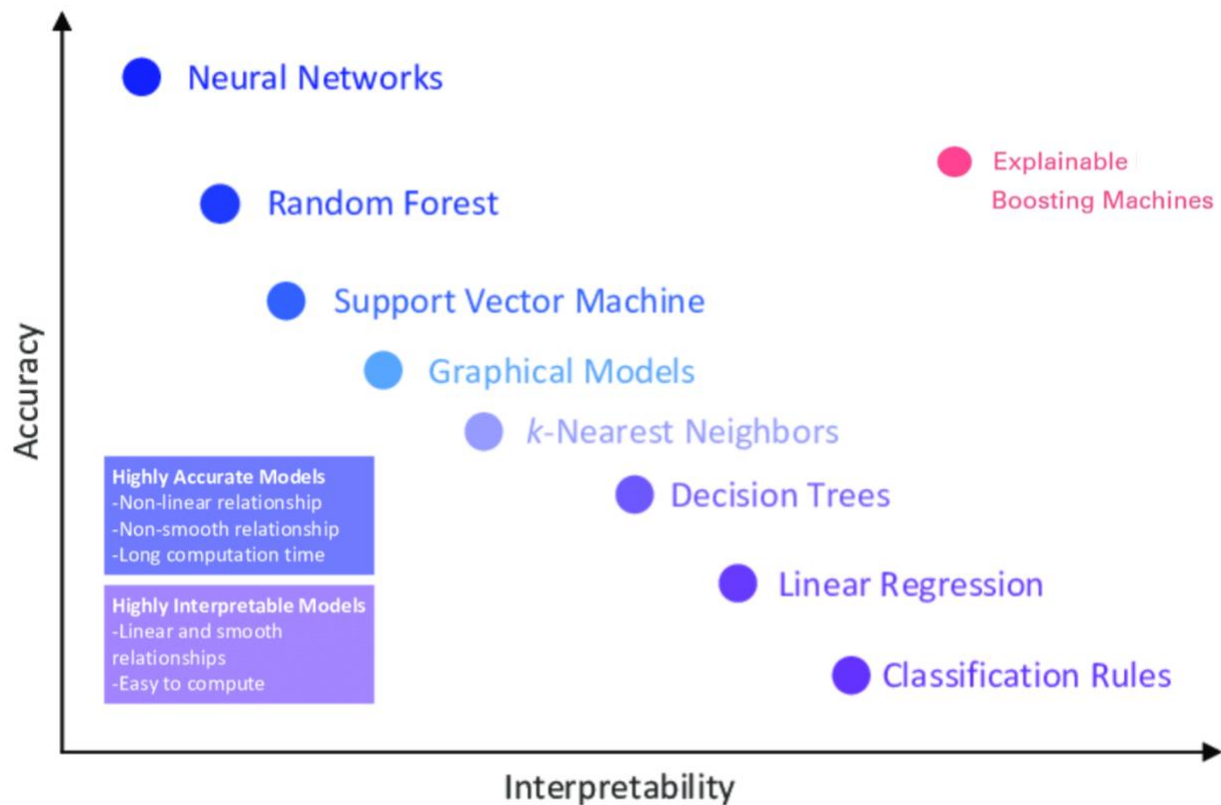 Neural Networks
Explainable
Boosting Machines
Random Forest
Support Vector Machine
Graphical Models
k-Nearest Neighbors
Accuracy
Highly Accurate Models
-Non-linear relationship
-Non-smooth relationship
-Long computation time
Decision Trees
Linear Regression
Highly Interpretable Models
-Linear and smooth
relationships
-Easy to compute
Classification Rules
Interpretability